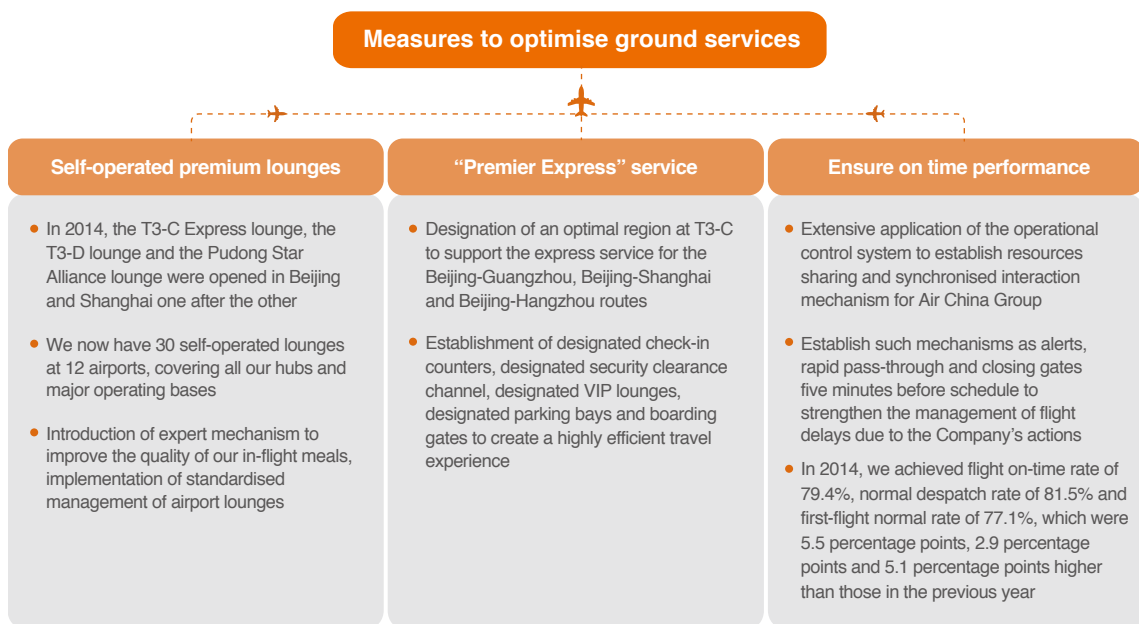 Measures to optimise ground services
Self-operated premium lounges
In 2014, the T3-C Express lounge, the
T3-D lounge and the Pudong Star
Alliance lounge were opened in Beijing
and Shanghai one after the other
We now have 30 self-operated lounges
at 12 airports, covering all our hubs and
major operating bases
Introduction of expert mechanism to
improve the quality of our in-flight meals,
implementation of standardised
management of airport lounges
“Premier Express” service
Designation of an optimal region at T3-C
to support the express service for the
Beijing-Guangzhou, Beijing-Shanghai
and Beijing-Hangzhou routes
Establishment of designated check-in
counters, designated security clearance
channel, designated VIP lounges,
designated parking bays and boarding
gates to create a highly efficient travel
experience
Ensure on time performance
Extensive application of the operational
control system to establish resources
sharing and synchronised interaction
mechanism for Air China Group
Establish such mechanisms as alerts,
rapid pass-through and closing gates
five minutes before schedule to
strengthen the management of flight
delays due to the Company’s actions
In 2014, we achieved flight on-time rate of
79.4%, normal despatch rate of 81.5% and
first-flight normal rate of 77.1%, which were
5.5 percentage points, 2.9 percentage
points and 5.1 percentage points higher
than those in the previous year